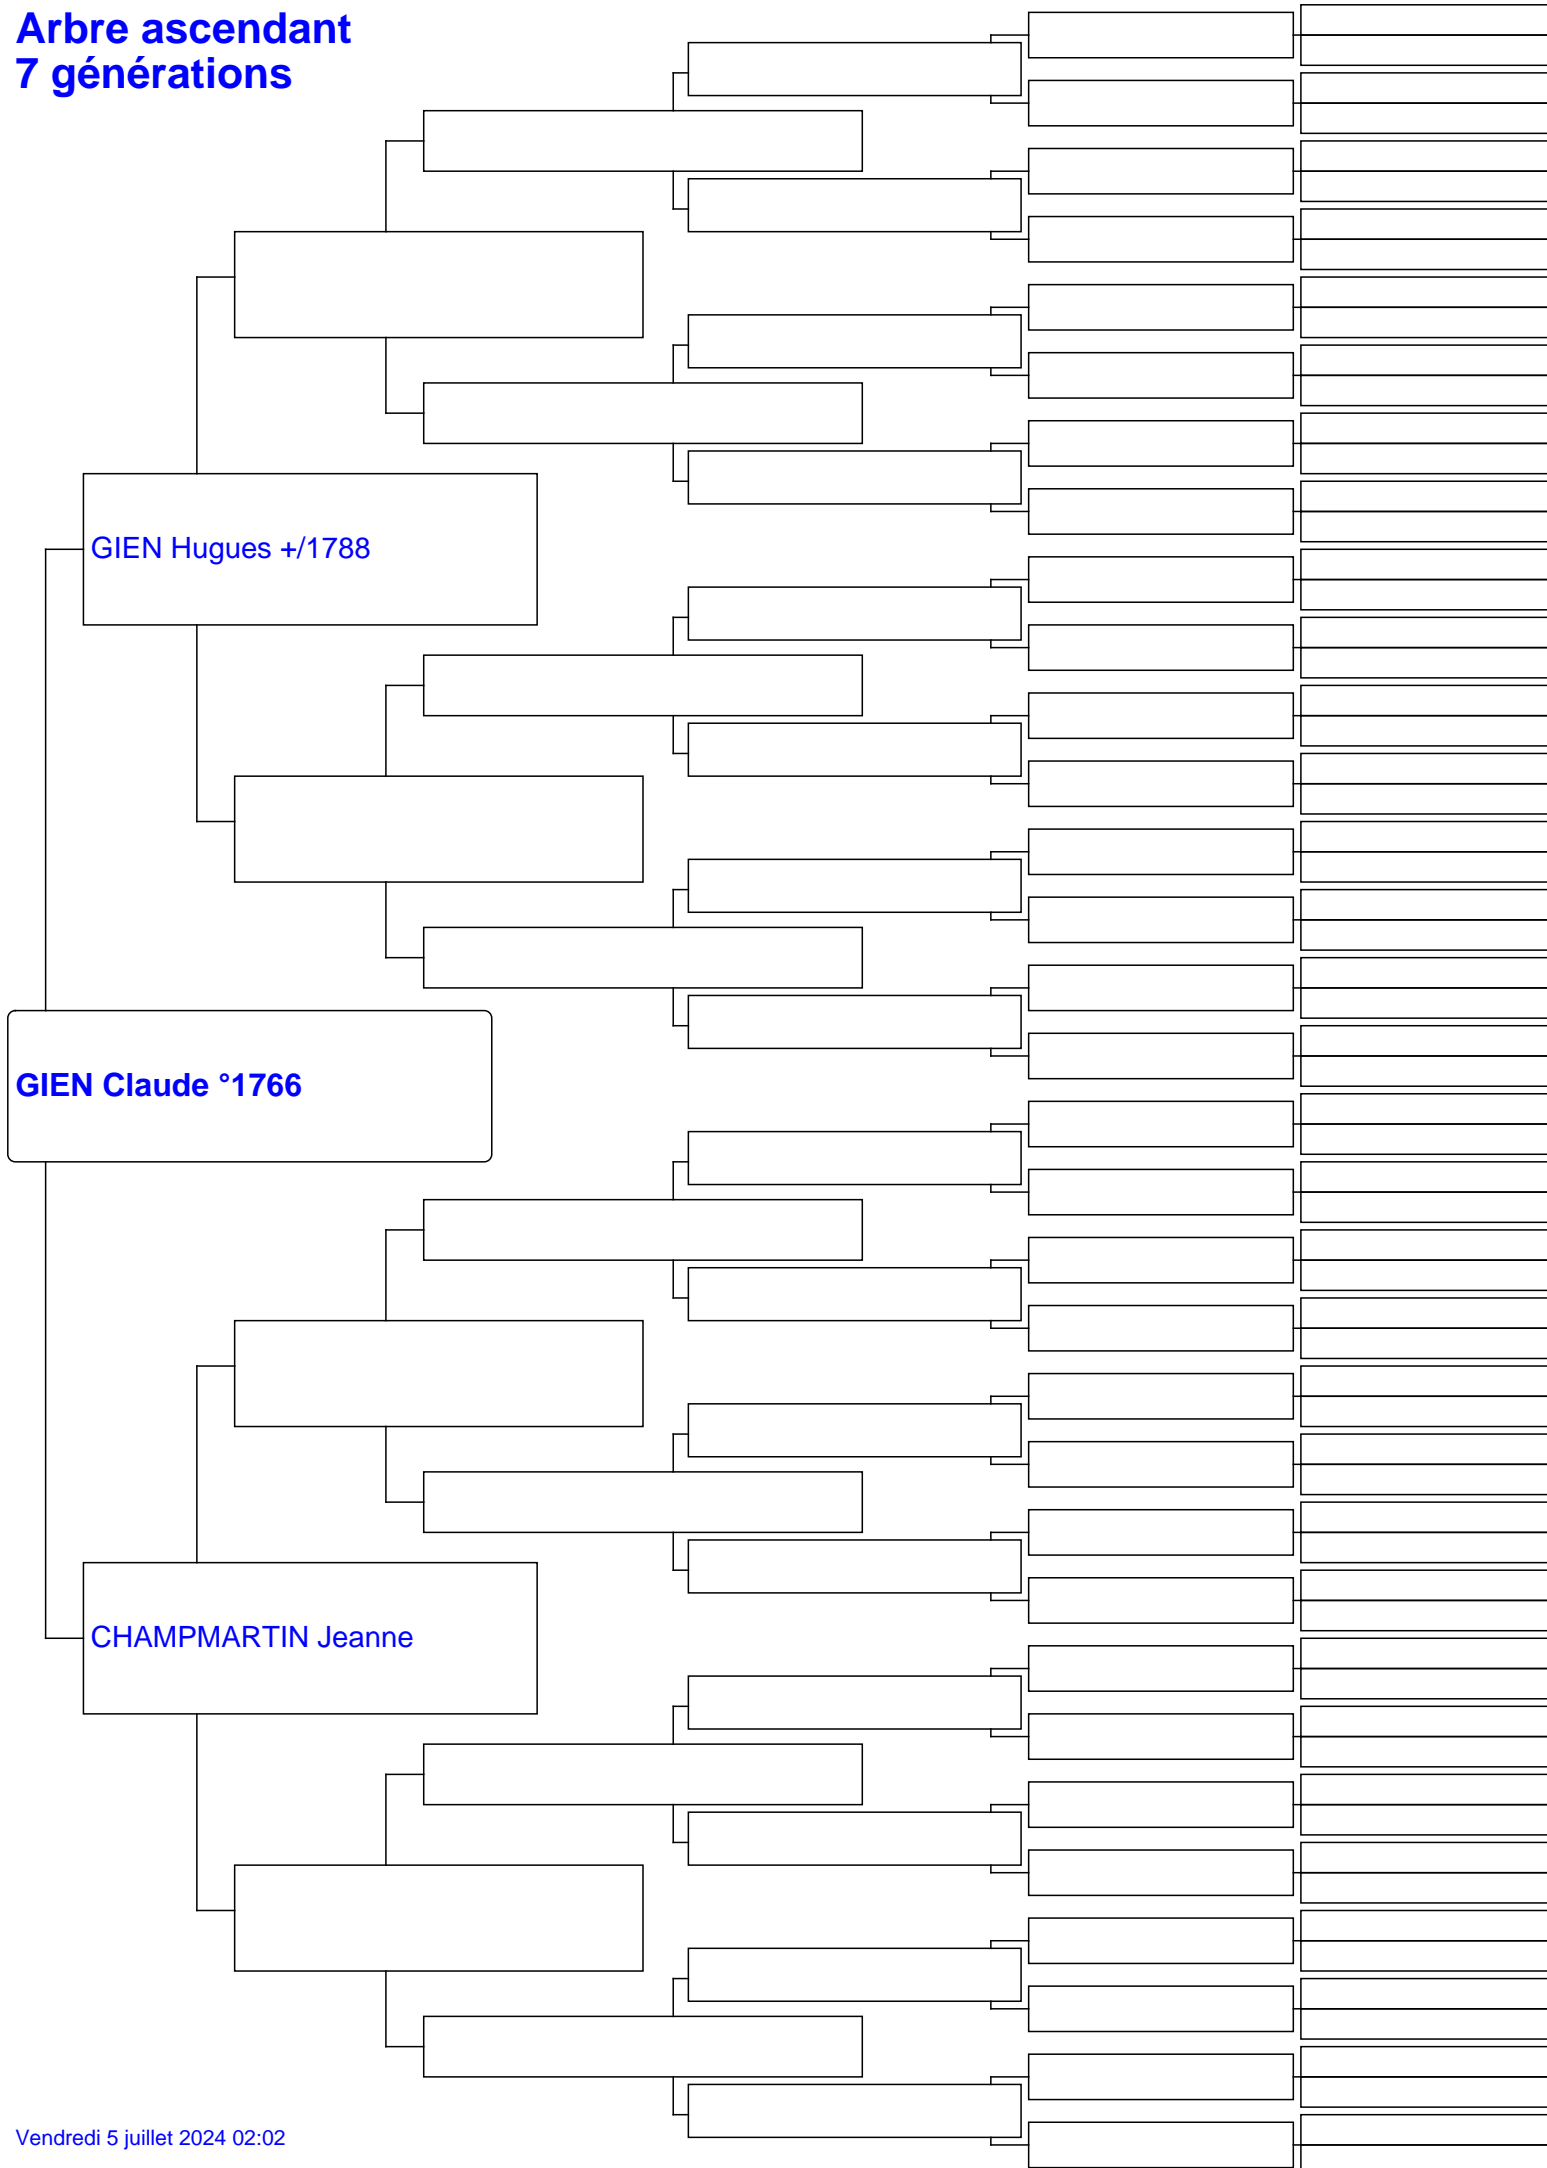 Arbre ascendant
7 générations
GIEN Hugues +/1788
GIEN Claude °1766
CHAMPMARTIN Jeanne
Vendredi 5 juillet 2024 02:02